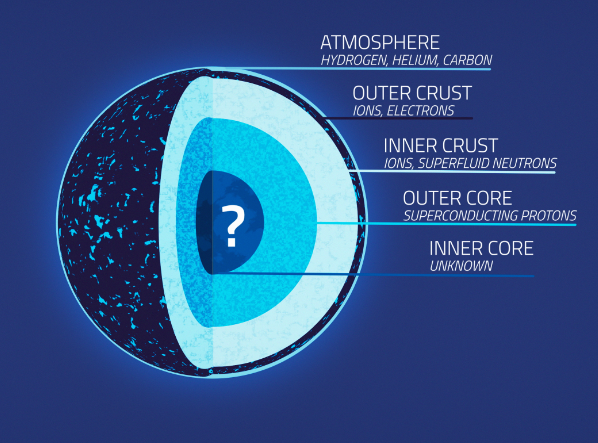 ATMOSPHERE
HYDROGEN, HELIUM, CARBON
OUTER CRUST
IONS, ELECTRONS
INNER CRUST
IONS, SUPERFLUID NEUTRONS
OUTER CORE
SUPERCONDUCTING PROTONS
?
INNER CORE
UNKNOWN